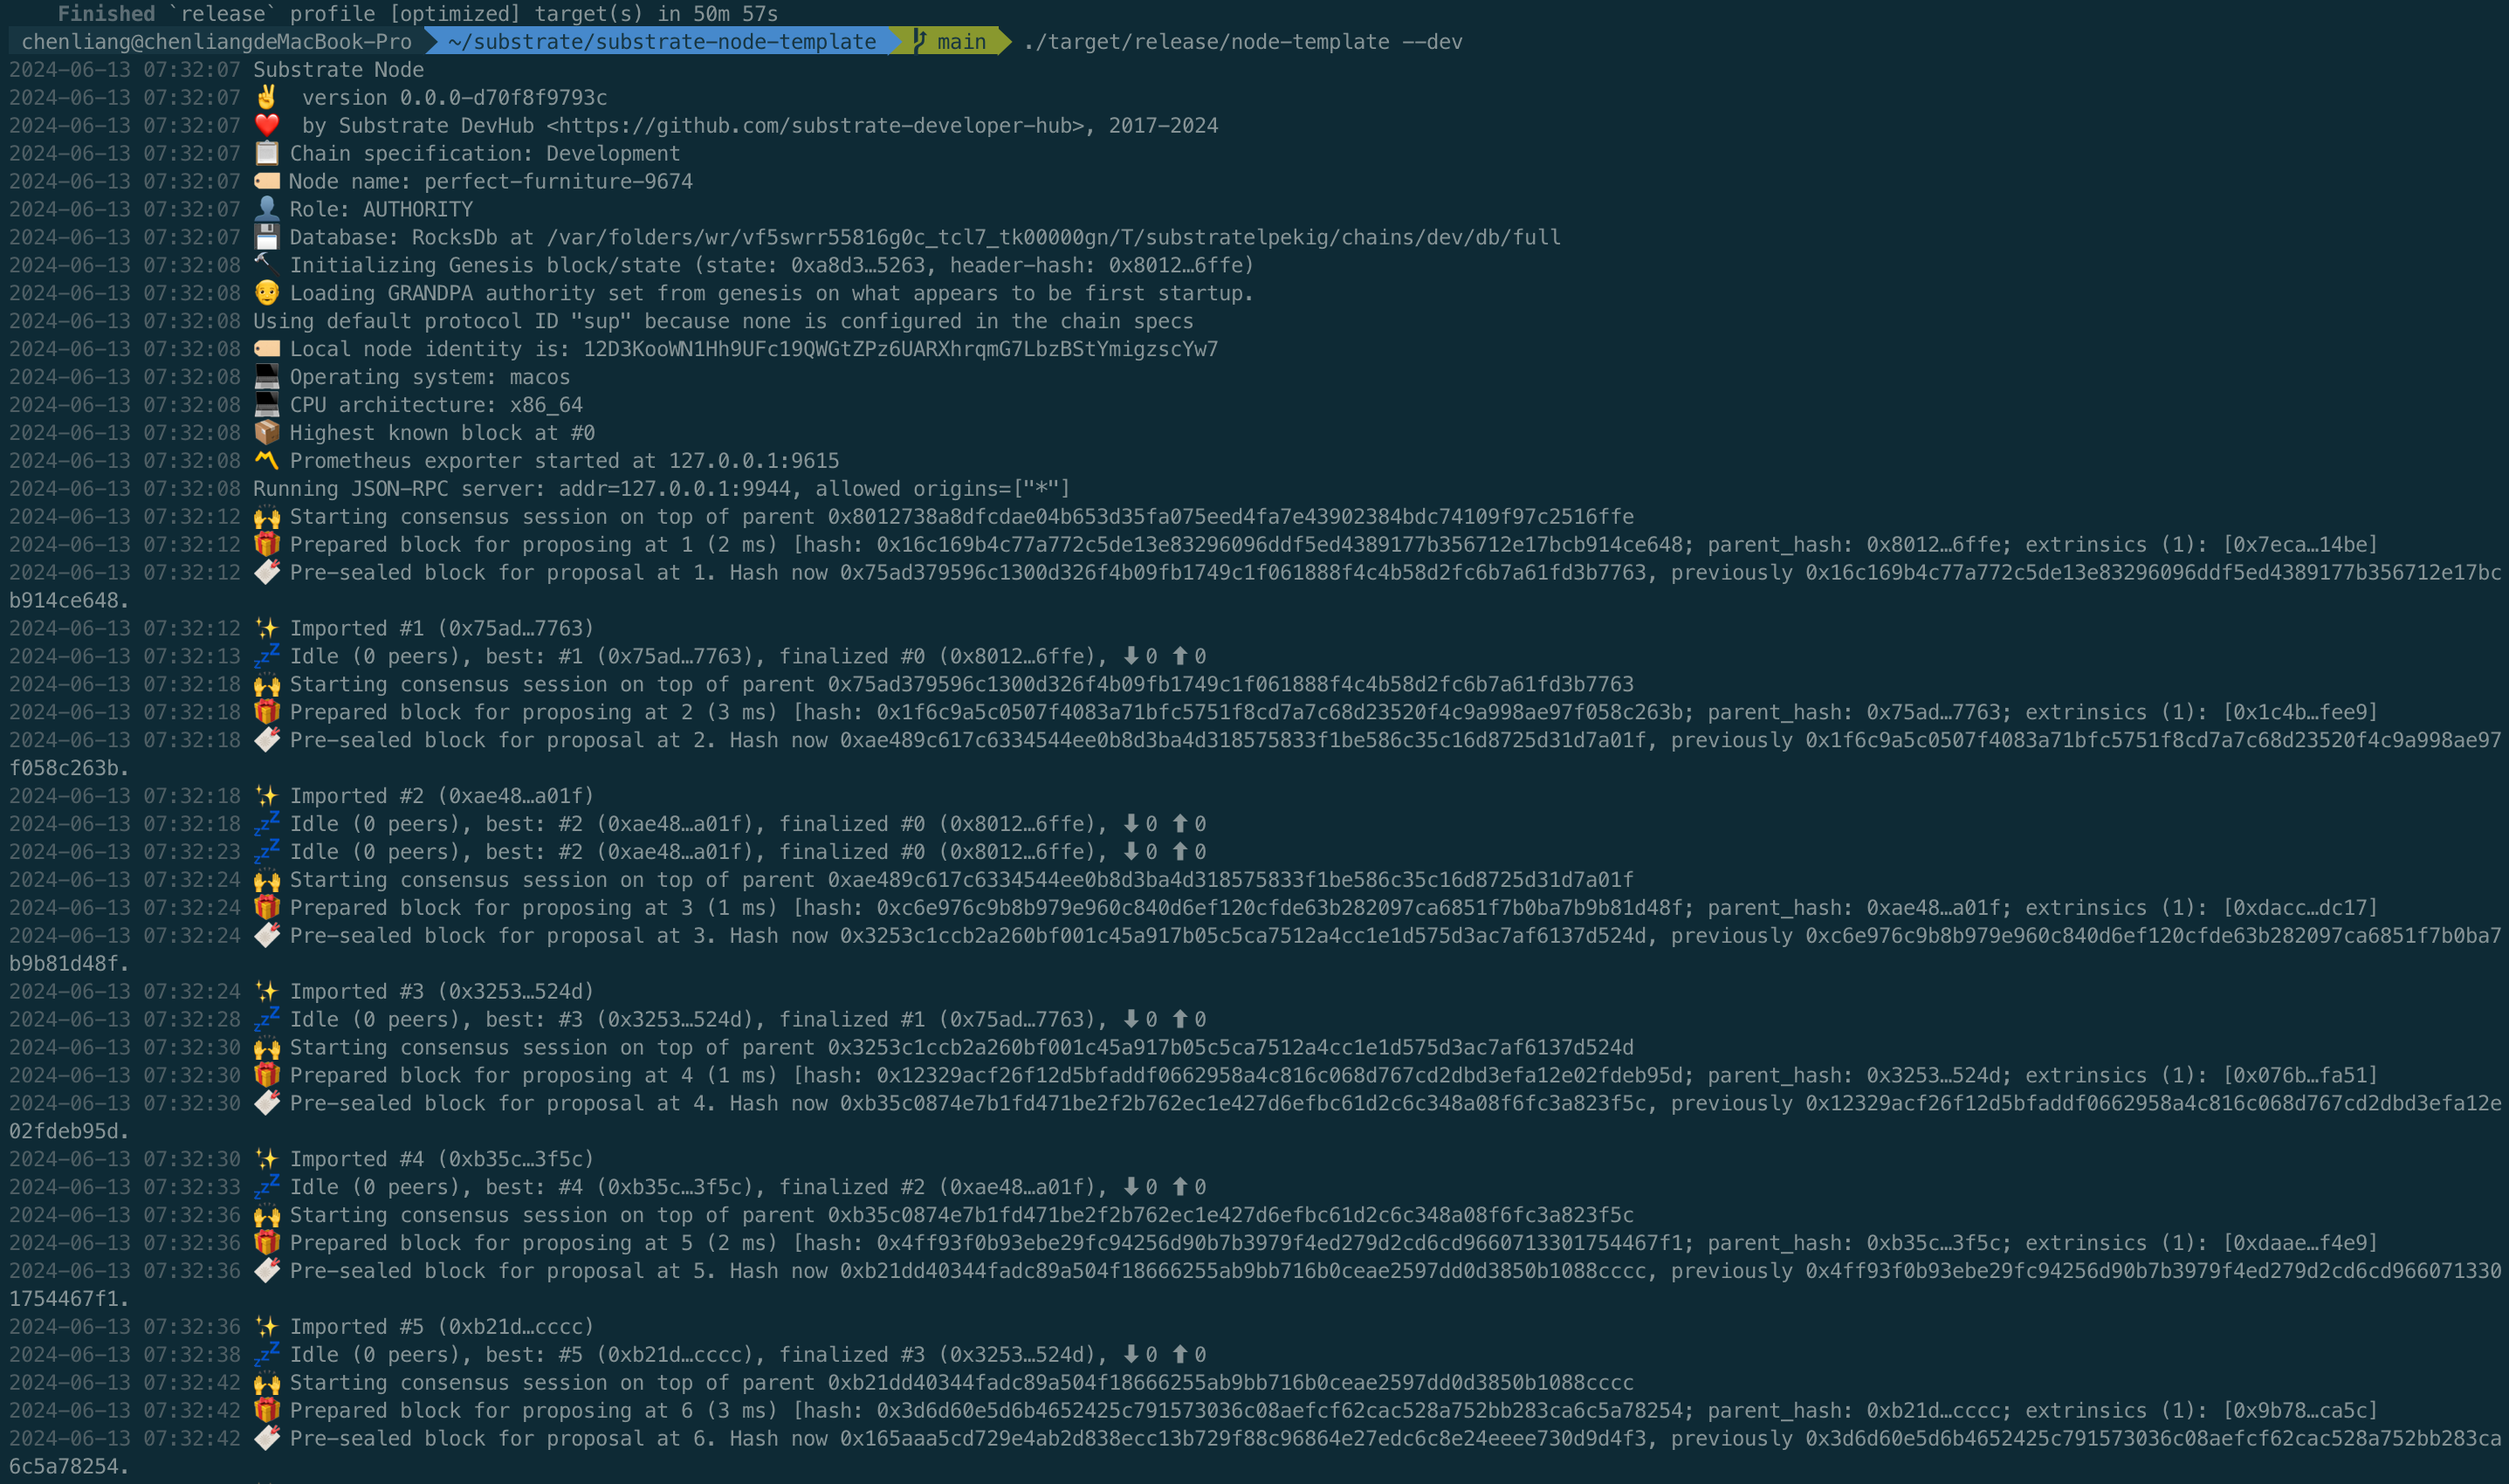 Finished `release` profile [optimized] target(s) in 50m 57s
chenliang@chenliangdeMacBook-Pro ~/substrate/substrate-node-template main ./target/release/node-template --dev
2024-06-13 07:32:07 Substrate Node
2024-06-13 07:32:07 ✌️ version 0.0.0-d70f8f9793c
2024-06-13 07:32:07 ❤️ by Substrate DevHub <https://github.com/substrate-developer-hub>, 2017-2024
2024-06-13 07:32:07 📋 Chain specification: Development
2024-06-13 07:32:07 🏷 Node name: perfect-furniture-9674
2024-06-13 07:32:07 👤 Role: AUTHORITY
2024-06-13 07:32:07 💾 Database: RocksDb at /var/folders/wr/vf5swrr55816g0c_tcl7_tk00000gn/T/substratelpekig/chains/dev/db/full
2024-06-13 07:32:08 🔨 Initializing Genesis block/state (state: 0xa8d3…5263, header-hash: 0x8012…6ffe)
2024-06-13 07:32:08 👴 Loading GRANDPA authority set from genesis on what appears to be first startup.
2024-06-13 07:32:08 Using default protocol ID "sup" because none is configured in the chain specs
2024-06-13 07:32:08 🏷 Local node identity is: 12D3KooWN1Hh9UFc19QWGtZPz6UARXhrqmG7LbzBStYmigzscYw7
2024-06-13 07:32:08 💻 Operating system: macos
2024-06-13 07:32:08 💻 CPU architecture: x86_64
2024-06-13 07:32:08 📦 Highest known block at #0
2024-06-13 07:32:08 〽️ Prometheus exporter started at 127.0.0.1:9615
2024-06-13 07:32:08 Running JSON-RPC server: addr=127.0.0.1:9944, allowed origins=["*"]
2024-06-13 07:32:12 🙌 Starting consensus session on top of parent 0x8012738a8dfcdae04b653d35fa075eed4fa7e43902384bdc74109f97c2516ffe
2024-06-13 07:32:12 🎁 Prepared block for proposing at 1 (2 ms) [hash: 0x16c169b4c77a772c5de13e83296096ddf5ed4389177b356712e17bcb914ce648; parent_hash: 0x8012…6ffe; extrinsics (1): [0x7eca…14be]
2024-06-13 07:32:12 🔖 Pre-sealed block for proposal at 1. Hash now 0x75ad379596c1300d326f4b09fb1749c1f061888f4c4b58d2fc6b7a61fd3b7763, previously 0x16c169b4c77a772c5de13e83296096ddf5ed4389177b356712e17bc
b914ce648.
2024-06-13 07:32:12 ✨ Imported #1 (0x75ad…7763)
2024-06-13 07:32:13 💤 Idle (0 peers), best: #1 (0x75ad…7763), finalized #0 (0x8012…6ffe), ⬇ 0 ⬆ 0
2024-06-13 07:32:18 🙌 Starting consensus session on top of parent 0x75ad379596c1300d326f4b09fb1749c1f061888f4c4b58d2fc6b7a61fd3b7763
2024-06-13 07:32:18 🎁 Prepared block for proposing at 2 (3 ms) [hash: 0x1f6c9a5c0507f4083a71bfc5751f8cd7a7c68d23520f4c9a998ae97f058c263b; parent_hash: 0x75ad…7763; extrinsics (1): [0x1c4b…fee9]
2024-06-13 07:32:18 🔖 Pre-sealed block for proposal at 2. Hash now 0xae489c617c6334544ee0b8d3ba4d318575833f1be586c35c16d8725d31d7a01f, previously 0x1f6c9a5c0507f4083a71bfc5751f8cd7a7c68d23520f4c9a998ae97
f058c263b.
2024-06-13 07:32:18 ✨ Imported #2 (0xae48…a01f)
2024-06-13 07:32:18 💤 Idle (0 peers), best: #2 (0xae48…a01f), finalized #0 (0x8012…6ffe), ⬇ 0 ⬆ 0
2024-06-13 07:32:23 💤 Idle (0 peers), best: #2 (0xae48…a01f), finalized #0 (0x8012…6ffe), ⬇ 0 ⬆ 0
2024-06-13 07:32:24 🙌 Starting consensus session on top of parent 0xae489c617c6334544ee0b8d3ba4d318575833f1be586c35c16d8725d31d7a01f
2024-06-13 07:32:24 🎁 Prepared block for proposing at 3 (1 ms) [hash: 0xc6e976c9b8b979e960c840d6ef120cfde63b282097ca6851f7b0ba7b9b81d48f; parent_hash: 0xae48…a01f; extrinsics (1): [0xdacc…dc17]
2024-06-13 07:32:24 🔖 Pre-sealed block for proposal at 3. Hash now 0x3253c1ccb2a260bf001c45a917b05c5ca7512a4cc1e1d575d3ac7af6137d524d, previously 0xc6e976c9b8b979e960c840d6ef120cfde63b282097ca6851f7b0ba7
b9b81d48f.
2024-06-13 07:32:24 ✨ Imported #3 (0x3253…524d)
2024-06-13 07:32:28 💤 Idle (0 peers), best: #3 (0x3253…524d), finalized #1 (0x75ad…7763), ⬇ 0 ⬆ 0
2024-06-13 07:32:30 🙌 Starting consensus session on top of parent 0x3253c1ccb2a260bf001c45a917b05c5ca7512a4cc1e1d575d3ac7af6137d524d
2024-06-13 07:32:30 🎁 Prepared block for proposing at 4 (1 ms) [hash: 0x12329acf26f12d5bfaddf0662958a4c816c068d767cd2dbd3efa12e02fdeb95d; parent_hash: 0x3253…524d; extrinsics (1): [0x076b…fa51]
2024-06-13 07:32:30 🔖 Pre-sealed block for proposal at 4. Hash now 0xb35c0874e7b1fd471be2f2b762ec1e427d6efbc61d2c6c348a08f6fc3a823f5c, previously 0x12329acf26f12d5bfaddf0662958a4c816c068d767cd2dbd3efa12e
02fdeb95d.
2024-06-13 07:32:30 ✨ Imported #4 (0xb35c…3f5c)
2024-06-13 07:32:33 💤 Idle (0 peers), best: #4 (0xb35c…3f5c), finalized #2 (0xae48…a01f), ⬇ 0 ⬆ 0
2024-06-13 07:32:36 🙌 Starting consensus session on top of parent 0xb35c0874e7b1fd471be2f2b762ec1e427d6efbc61d2c6c348a08f6fc3a823f5c
2024-06-13 07:32:36 🎁 Prepared block for proposing at 5 (2 ms) [hash: 0x4ff93f0b93ebe29fc94256d90b7b3979f4ed279d2cd6cd9660713301754467f1; parent_hash: 0xb35c…3f5c; extrinsics (1): [0xdaae…f4e9]
2024-06-13 07:32:36 🔖 Pre-sealed block for proposal at 5. Hash now 0xb21dd40344fadc89a504f18666255ab9bb716b0ceae2597dd0d3850b1088cccc, previously 0x4ff93f0b93ebe29fc94256d90b7b3979f4ed279d2cd6cd966071330
1754467f1.
2024-06-13 07:32:36 ✨ Imported #5 (0xb21d…cccc)
2024-06-13 07:32:38 💤 Idle (0 peers), best: #5 (0xb21d…cccc), finalized #3 (0x3253…524d), ⬇ 0 ⬆ 0
2024-06-13 07:32:42 🙌 Starting consensus session on top of parent 0xb21dd40344fadc89a504f18666255ab9bb716b0ceae2597dd0d3850b1088cccc
2024-06-13 07:32:42 🎁 Prepared block for proposing at 6 (3 ms) [hash: 0x3d6d60e5d6b4652425c791573036c08aefcf62cac528a752bb283ca6c5a78254; parent_hash: 0xb21d…cccc; extrinsics (1): [0x9b78…ca5c]
2024-06-13 07:32:42 🔖 Pre-sealed block for proposal at 6. Hash now 0x165aaa5cd729e4ab2d838ecc13b729f88c96864e27edc6c8e24eeee730d9d4f3, previously 0x3d6d60e5d6b4652425c791573036c08aefcf62cac528a752bb283ca
6c5a78254.